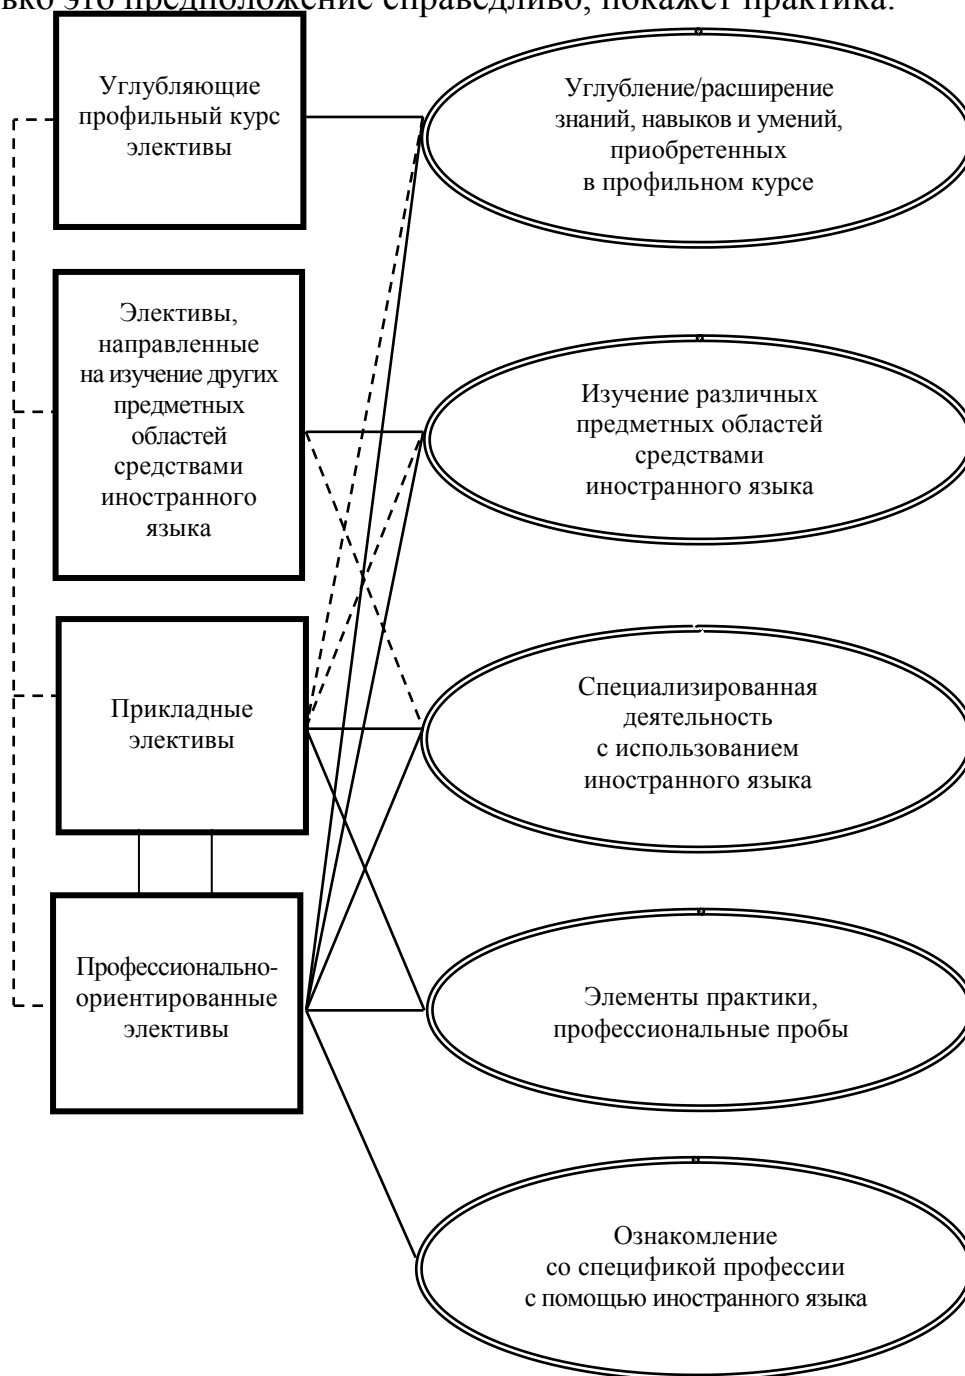 это предположение справедливо, покажет практика.
Углубляющие
профильный курс
элективы
Углубление/расширение
знаний, навыков и умений,
приобретенных
в профильном курсе
Элективы,
направленные
на изучение других
предметных
областей
средствами
иностранного
языка
Изучение различных
предметных областей
средствами
иностранного языка
Прикладные
элективы
Специализированная
деятельность
с использованием
иностранного языка
Профессионально-
ориентированные
элективы
Элементы практики,
профессиональные пробы
Ознакомление
со спецификой профессии
с помощью иностранного языка